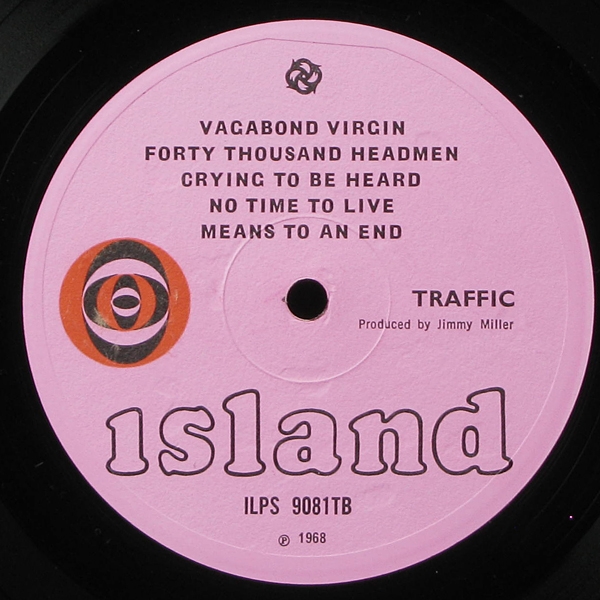 VAGABOND VIRGIN
FORTY THOUSAND HEADMEN
CRYING TO BE HEARD
NO TIME TO LIVE
MEANS TO AN END
TRAFFIC
Produced by Jimmy Miller
island
ILPS 9081TB
℗ 1968